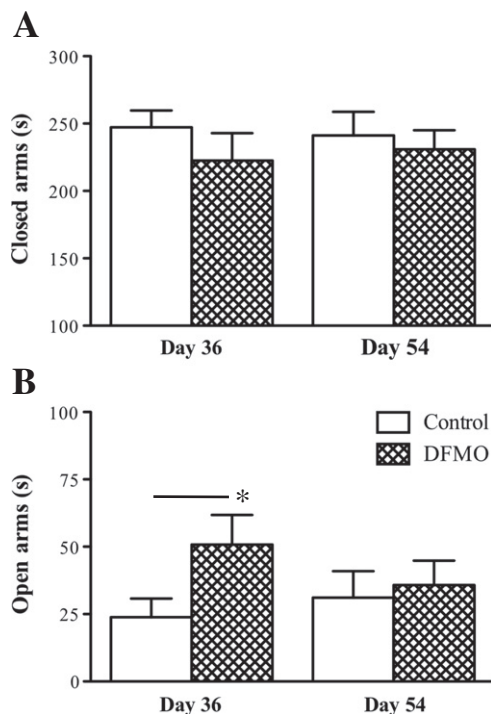 A
Closed arms (s)
300
250
200
150
100
Day 36
Day 54
B
Open arms (s)
100
75
50
25
0
Control
DFMO
*
Day 36
Day 54